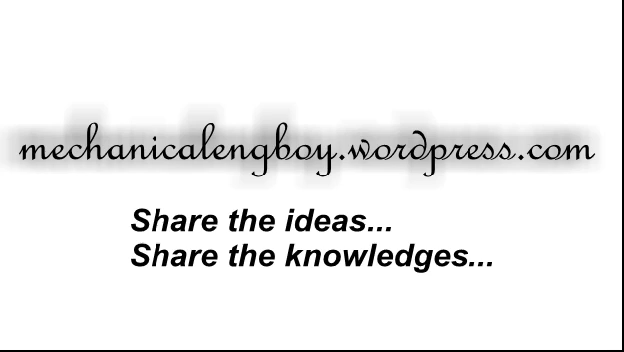 mechanicalengboy.wordpress.com
Share the ideas...
Share the knowledges...